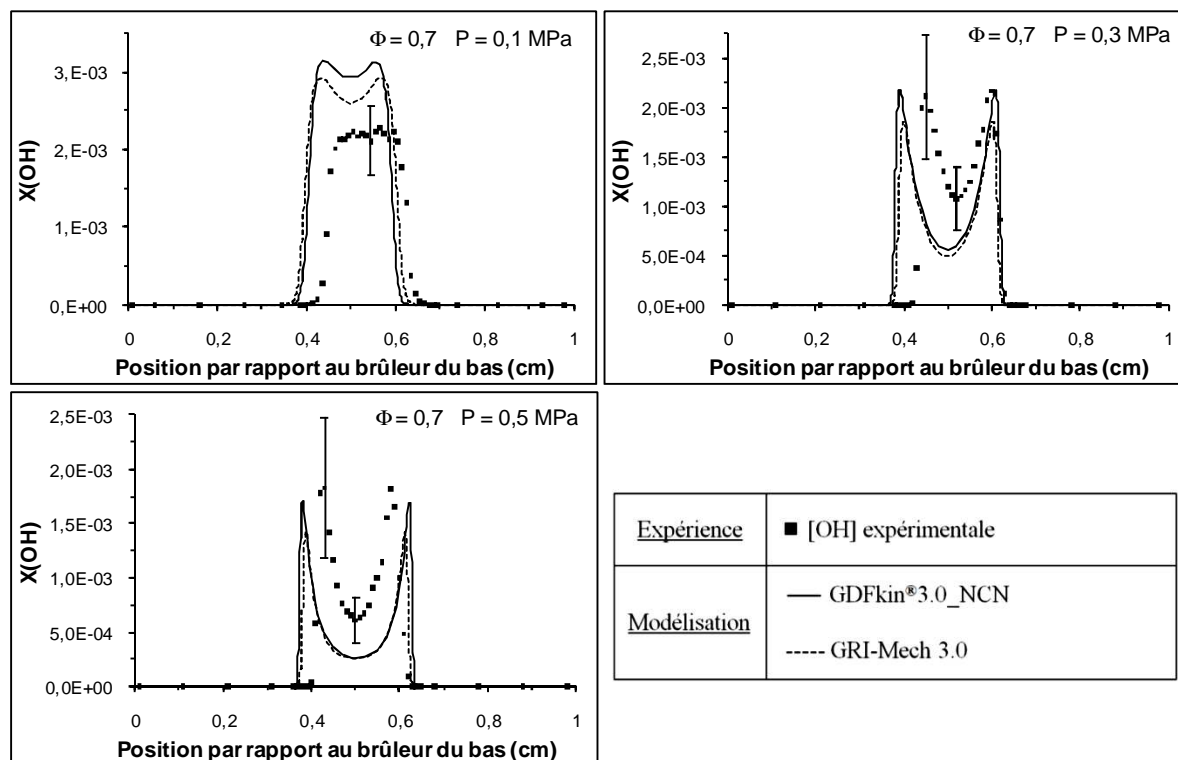 Φ = 0,7 P = 0,1 MPa
X(OH)
3,E-03
2,E-03
1,E-03
0,E+00
0 0,2 0,4 0,6 0,8 1
Position par rapport au brûleur du bas (cm)
Φ = 0,7 P = 0,3 MPa
X(OH)
2,5E-03
2,0E-03
1,5E-03
1,0E-03
5,0E-04
0,0E+00
0 0,2 0,4 0,6 0,8 1
Position par rapport au brûleur du bas (cm)
Φ = 0,7 P = 0,5 MPa
X(OH)
2,5E-03
2,0E-03
1,5E-03
1,0E-03
5,0E-04
0,0E+00
0 0,2 0,4 0,6 0,8 1
Position par rapport au brûleur du bas (cm)
Expérience
[OH] expérimentale
Modélisation
GDFkin®3.0_NCN
GRI-Mech 3.0